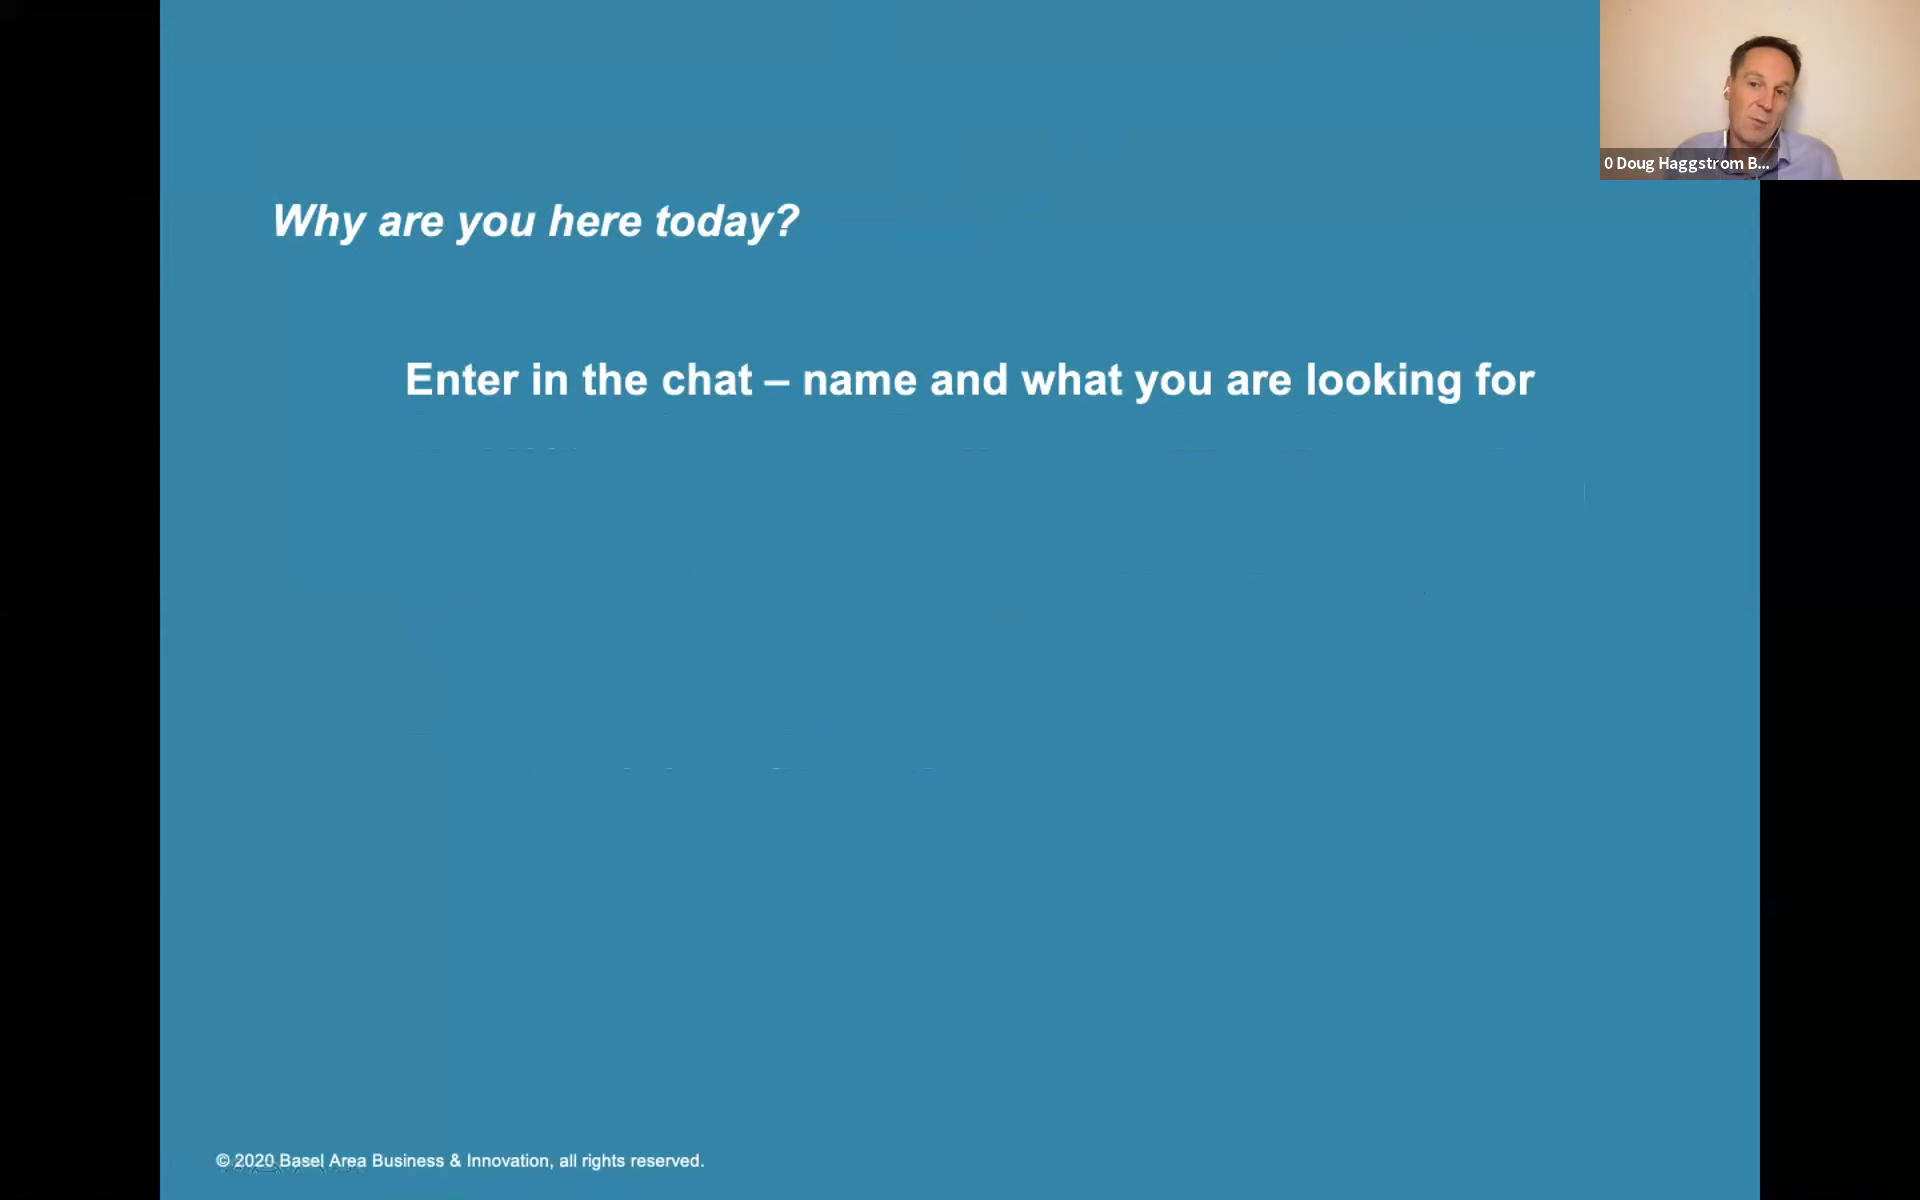 0 Doug Haggstrom B...
Why are you here today?
Enter in the chat – name and what you are looking for
© 2020 Basel Area Business & Innovation, all rights reserved.